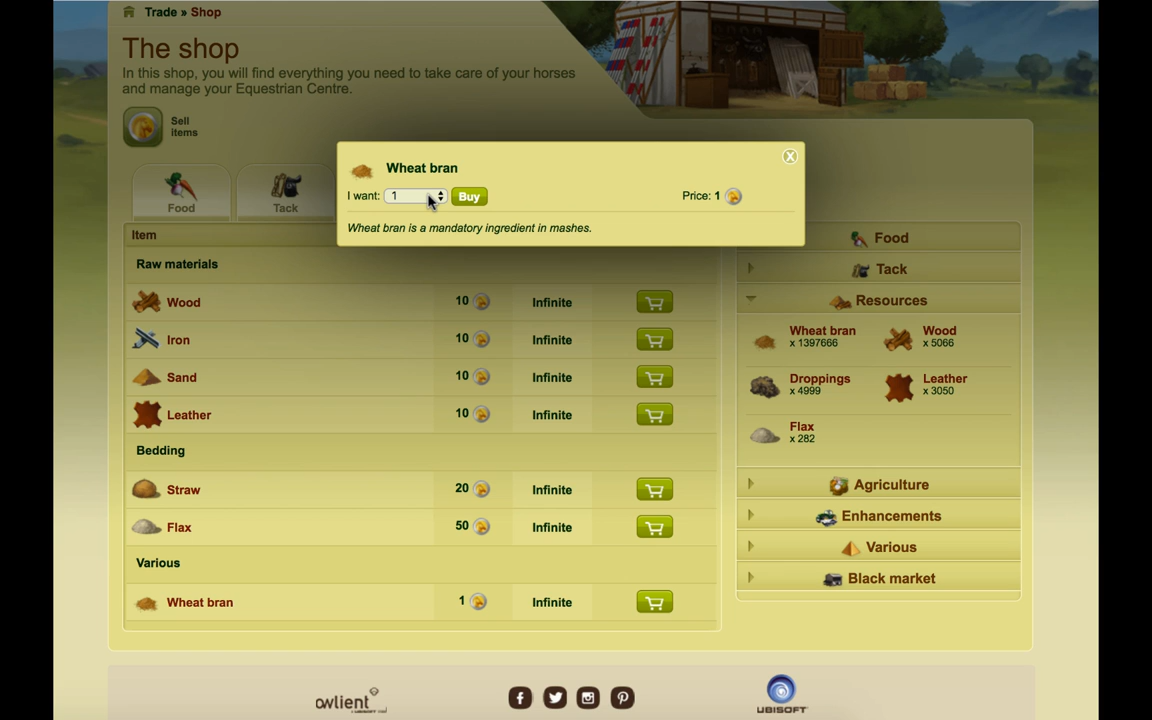 Trade » Shop
The shop
In this shop, you will find everything you need to take care of your horses
and manage your Equestrian Centre.
Sell
items
Food
Tack
Wheat bran
X
I want: 1
Buy
Price: 1
Wheat bran is a mandatory ingredient in mashes.
Item
Raw materials
Wood 10 Infinite
Iron 10 Infinite
Sand 10 Infinite
Leather 10 Infinite
Bedding
Straw 20 Infinite
Flax 50 Infinite
Various
Wheat bran 1 Infinite
Food
Tack
Resources
Wheat bran
x 1397666
Wood
x 5066
Droppings
x 4999
Leather
x 3050
Flax
x 282
Agriculture
Enhancements
Various
Black market
owlient
UBISOFT